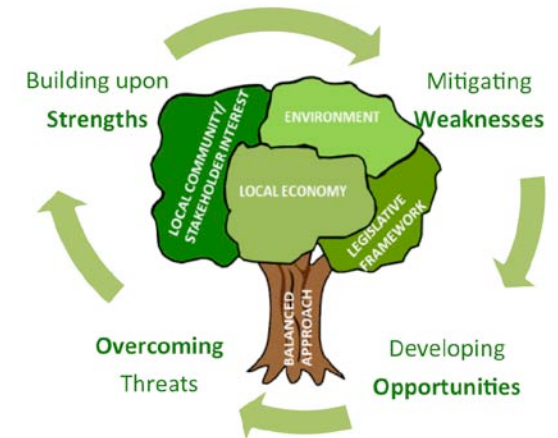 Building upon
Strengths
Mitigating
Weaknesses
LOCAL COMMUNITY/
STAKEHOLDER INTEREST
ENVIRONMENT
LOCAL ECONOMY
LEGISLATIVE
FRAMEWORK
BALANCED
APPROACH
Overcoming
Threats
Developing
Opportunities